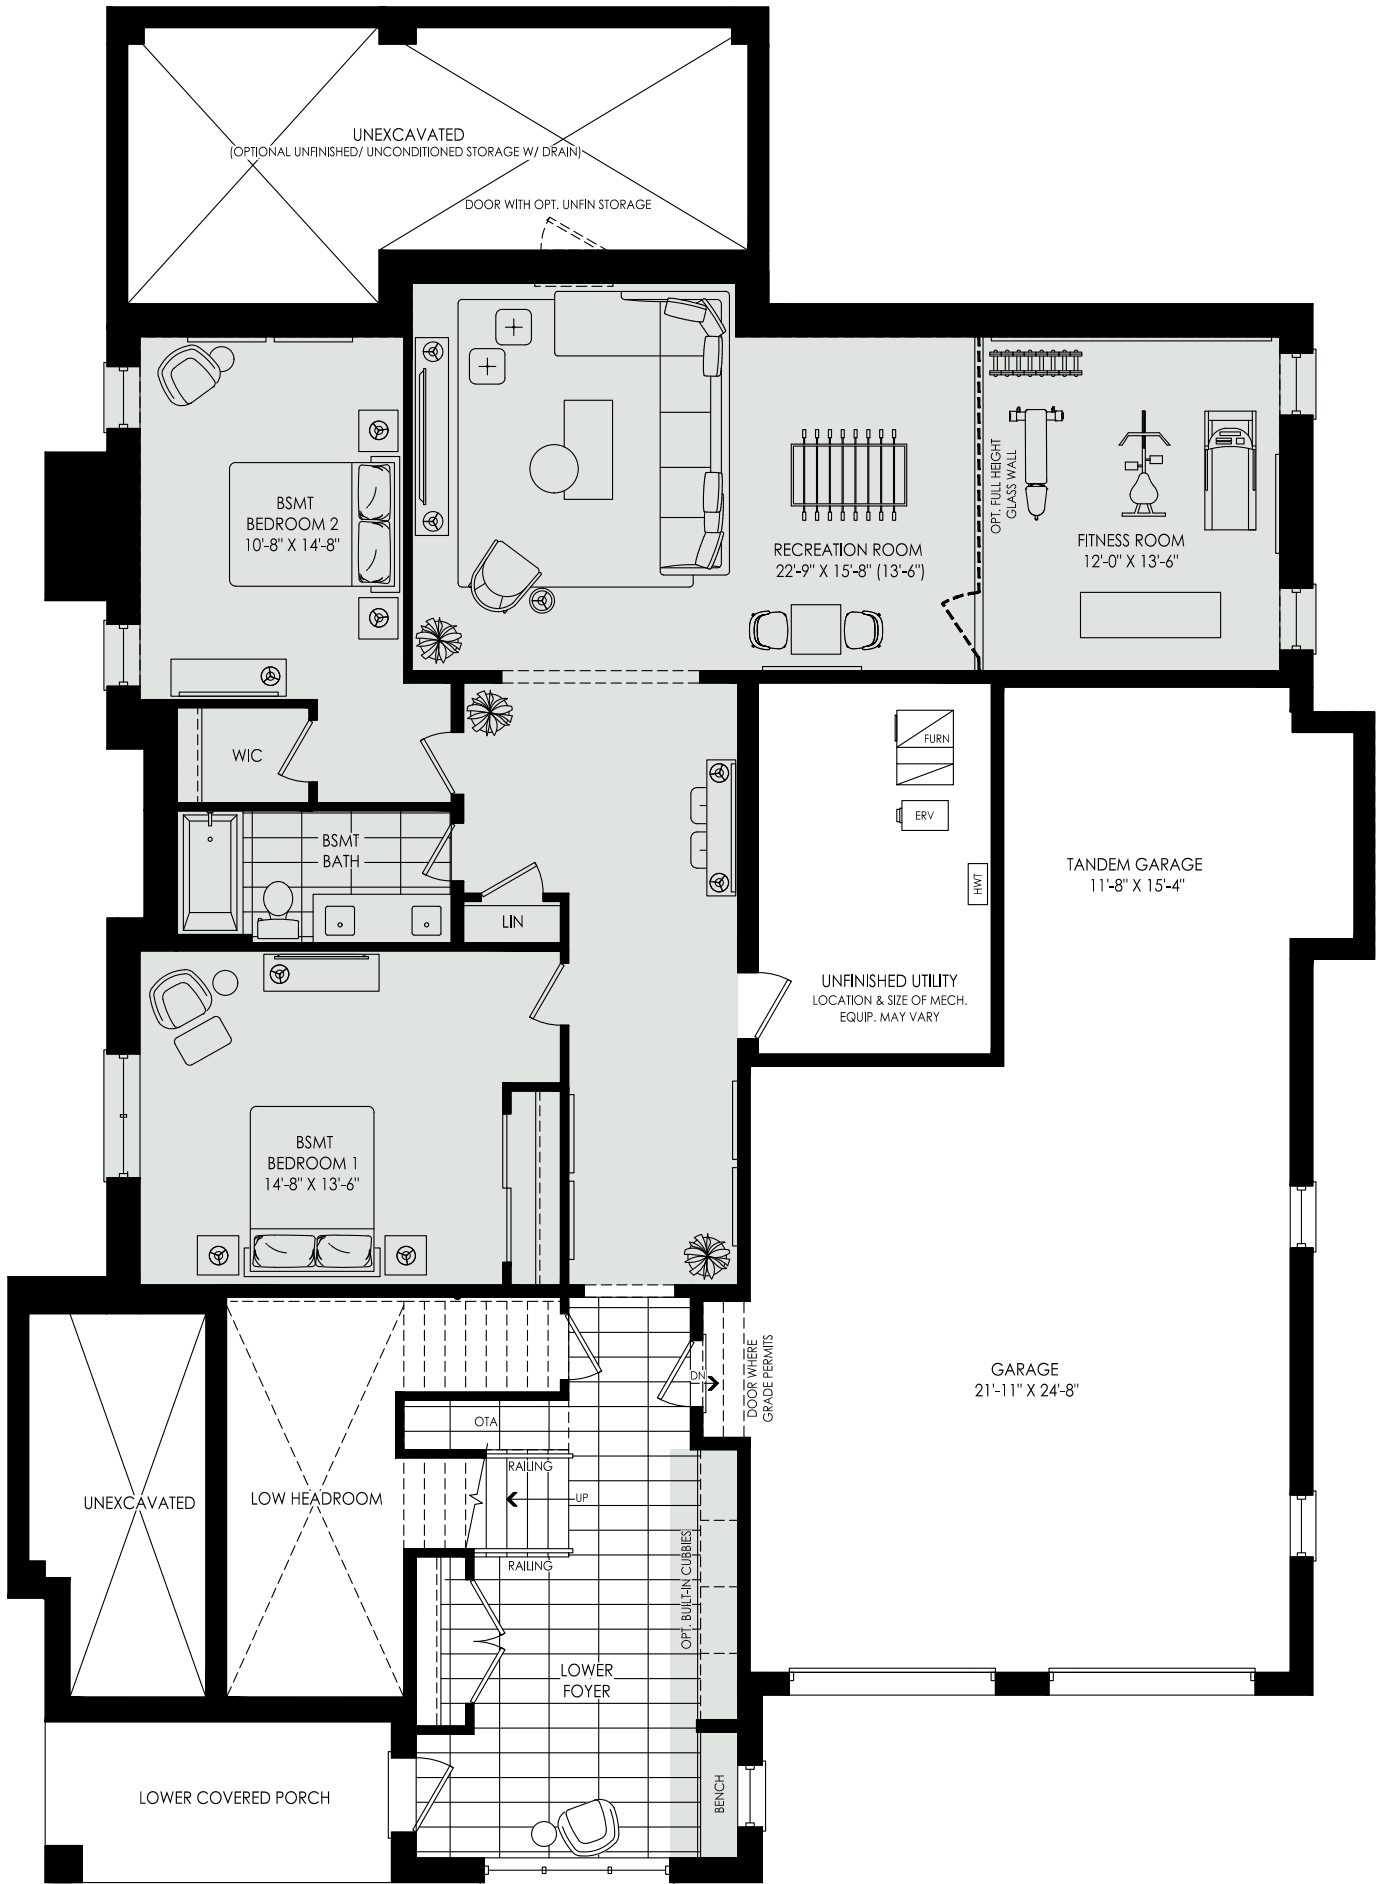 UNEXCAVATED
(OPTIONAL UNFINISHED/ UNCONDITIONED STORAGE W/ DRAIN)
DOOR WITH OPT. UNFIN STORAGE
BSMT
BEDROOM 2
10'-8" X 14'-8"
RECREATION ROOM
22'-9" X 15'-8" (13'-6")
OPT. FULL HEIGHT
GLASS WALL
FITNESS ROOM
12'-0" X 13'-6"
WIC
FURN
ERV
HWT
BSMT
BATH
LIN
TANDEM GARAGE
11'-8" X 15'-4"
UNFINISHED UTILITY
LOCATION & SIZE OF MECH.
EQUIP. MAY VARY
BSMT
BEDROOM 1
14'-8" X 13'-6"
DN
DOOR WHERE
GRADE PERMITS
GARAGE
21'-11" X 24'-8"
OTA
RAILING
UP
RAILING
UNEXCAVATED
LOW HEADROOM
OPT. BUILT-IN CUBBIES
LOWER
FOYER
LOWER COVERED PORCH
BENCH